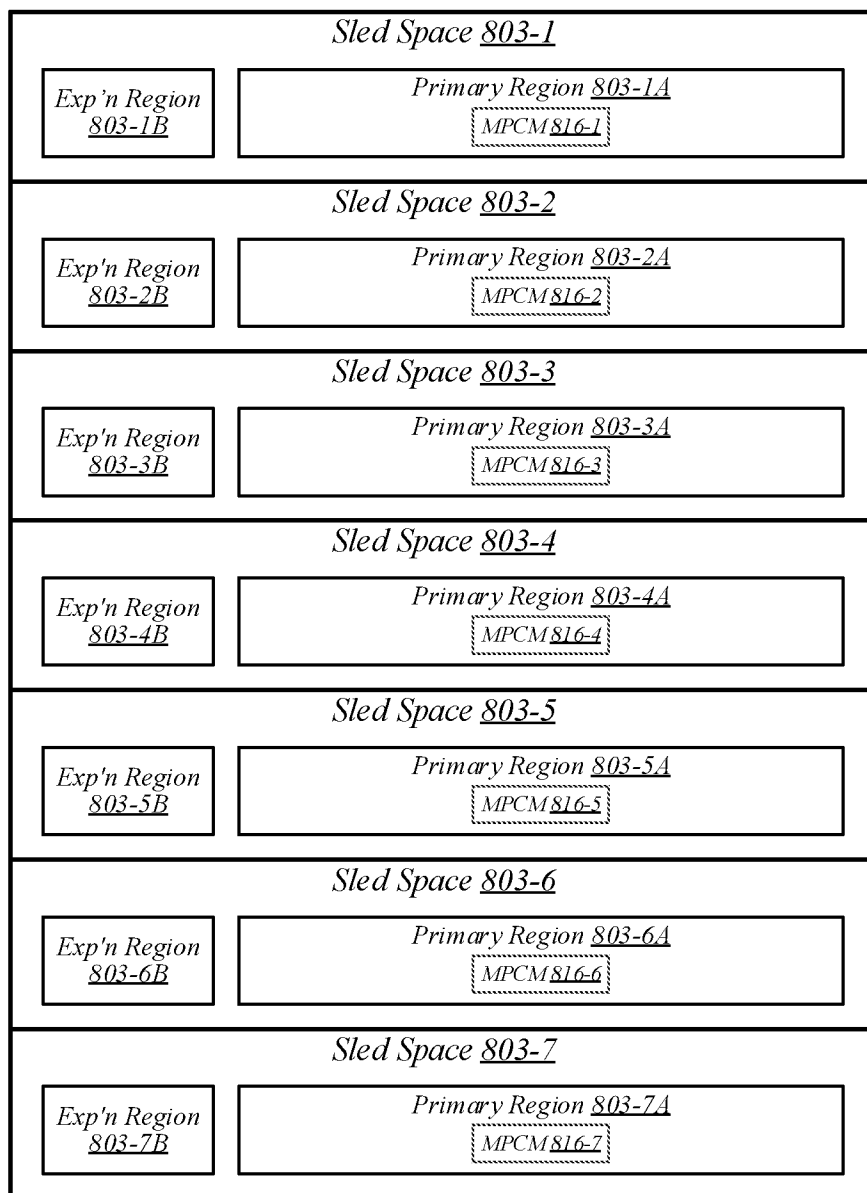 Sled Space 803-1
Exp’n Region
803-1B
Primary Region 803-1A
MPCM 816-1
Sled Space 803-2
Exp'n Region
803-2B
Primary Region 803-2A
MPCM 816-2
Sled Space 803-3
Exp'n Region
803-3B
Primary Region 803-3A
MPCM 816-3
Sled Space 803-4
Exp'n Region
803-4B
Primary Region 803-4A
MPCM 816-4
Sled Space 803-5
Exp'n Region
803-5B
Primary Region 803-5A
MPCM 816-5
Sled Space 803-6
Exp'n Region
803-6B
Primary Region 803-6A
MPCM 816-6
Sled Space 803-7
Exp'n Region
803-7B
Primary Region 803-7A
MPCM 816-7